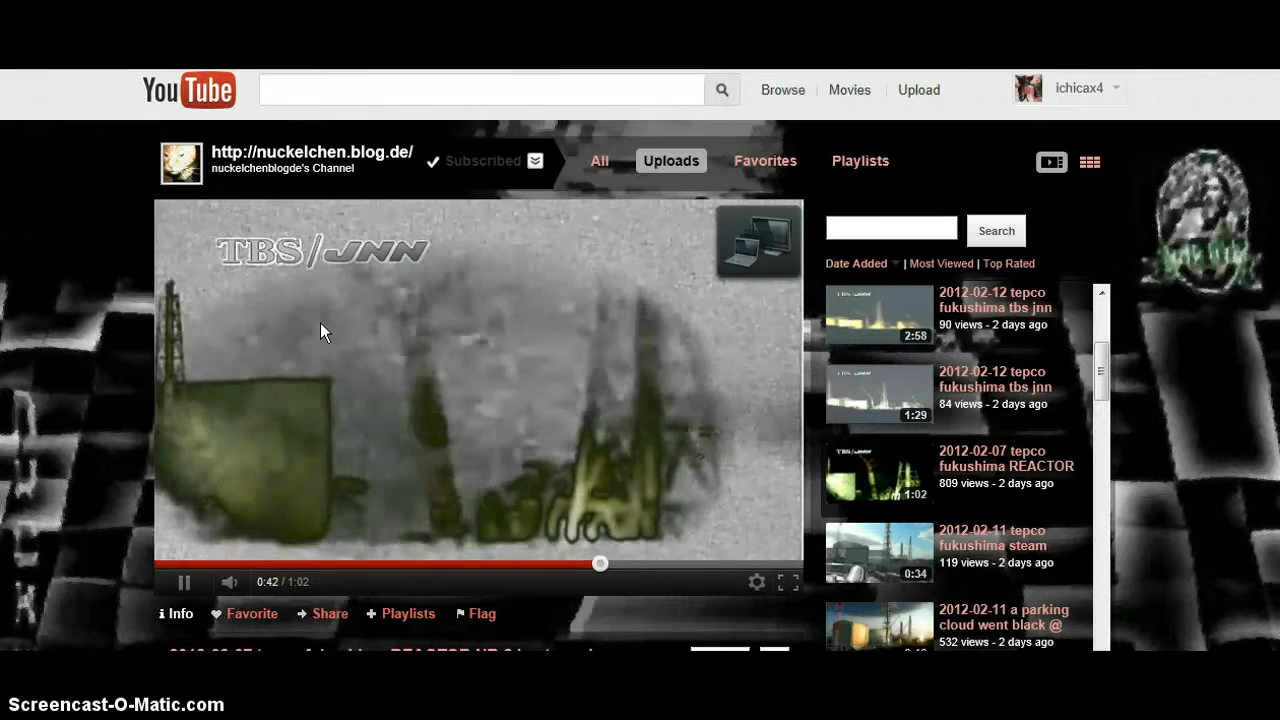 YouTube
Browse
Movies
Upload
ichicax4
http://nuckelchen.blog.de/
nuckelchenblogde's Channel
Subscribed
All
Uploads
Favorites
Playlists
TBS/JNN
Search
Date Added | Most Viewed | Top Rated
2012-02-12 tepco
fukushima tbs jnn
90 views - 2 days ago
2:58
2012-02-12 tepco
fukushima tbs jnn
84 views - 2 days ago
1:29
2012-02-07 tepco
fukushima REACTOR
809 views - 2 days ago
1:02
2012-02-11 tepco
fukushima steam
119 views - 2 days ago
0:34
2012-02-11 a parking
cloud went black @
532 views - 2 days ago
0:42 / 1:02
Info
Favorite
Share
Playlists
Flag
Screencast-O-Matic.com